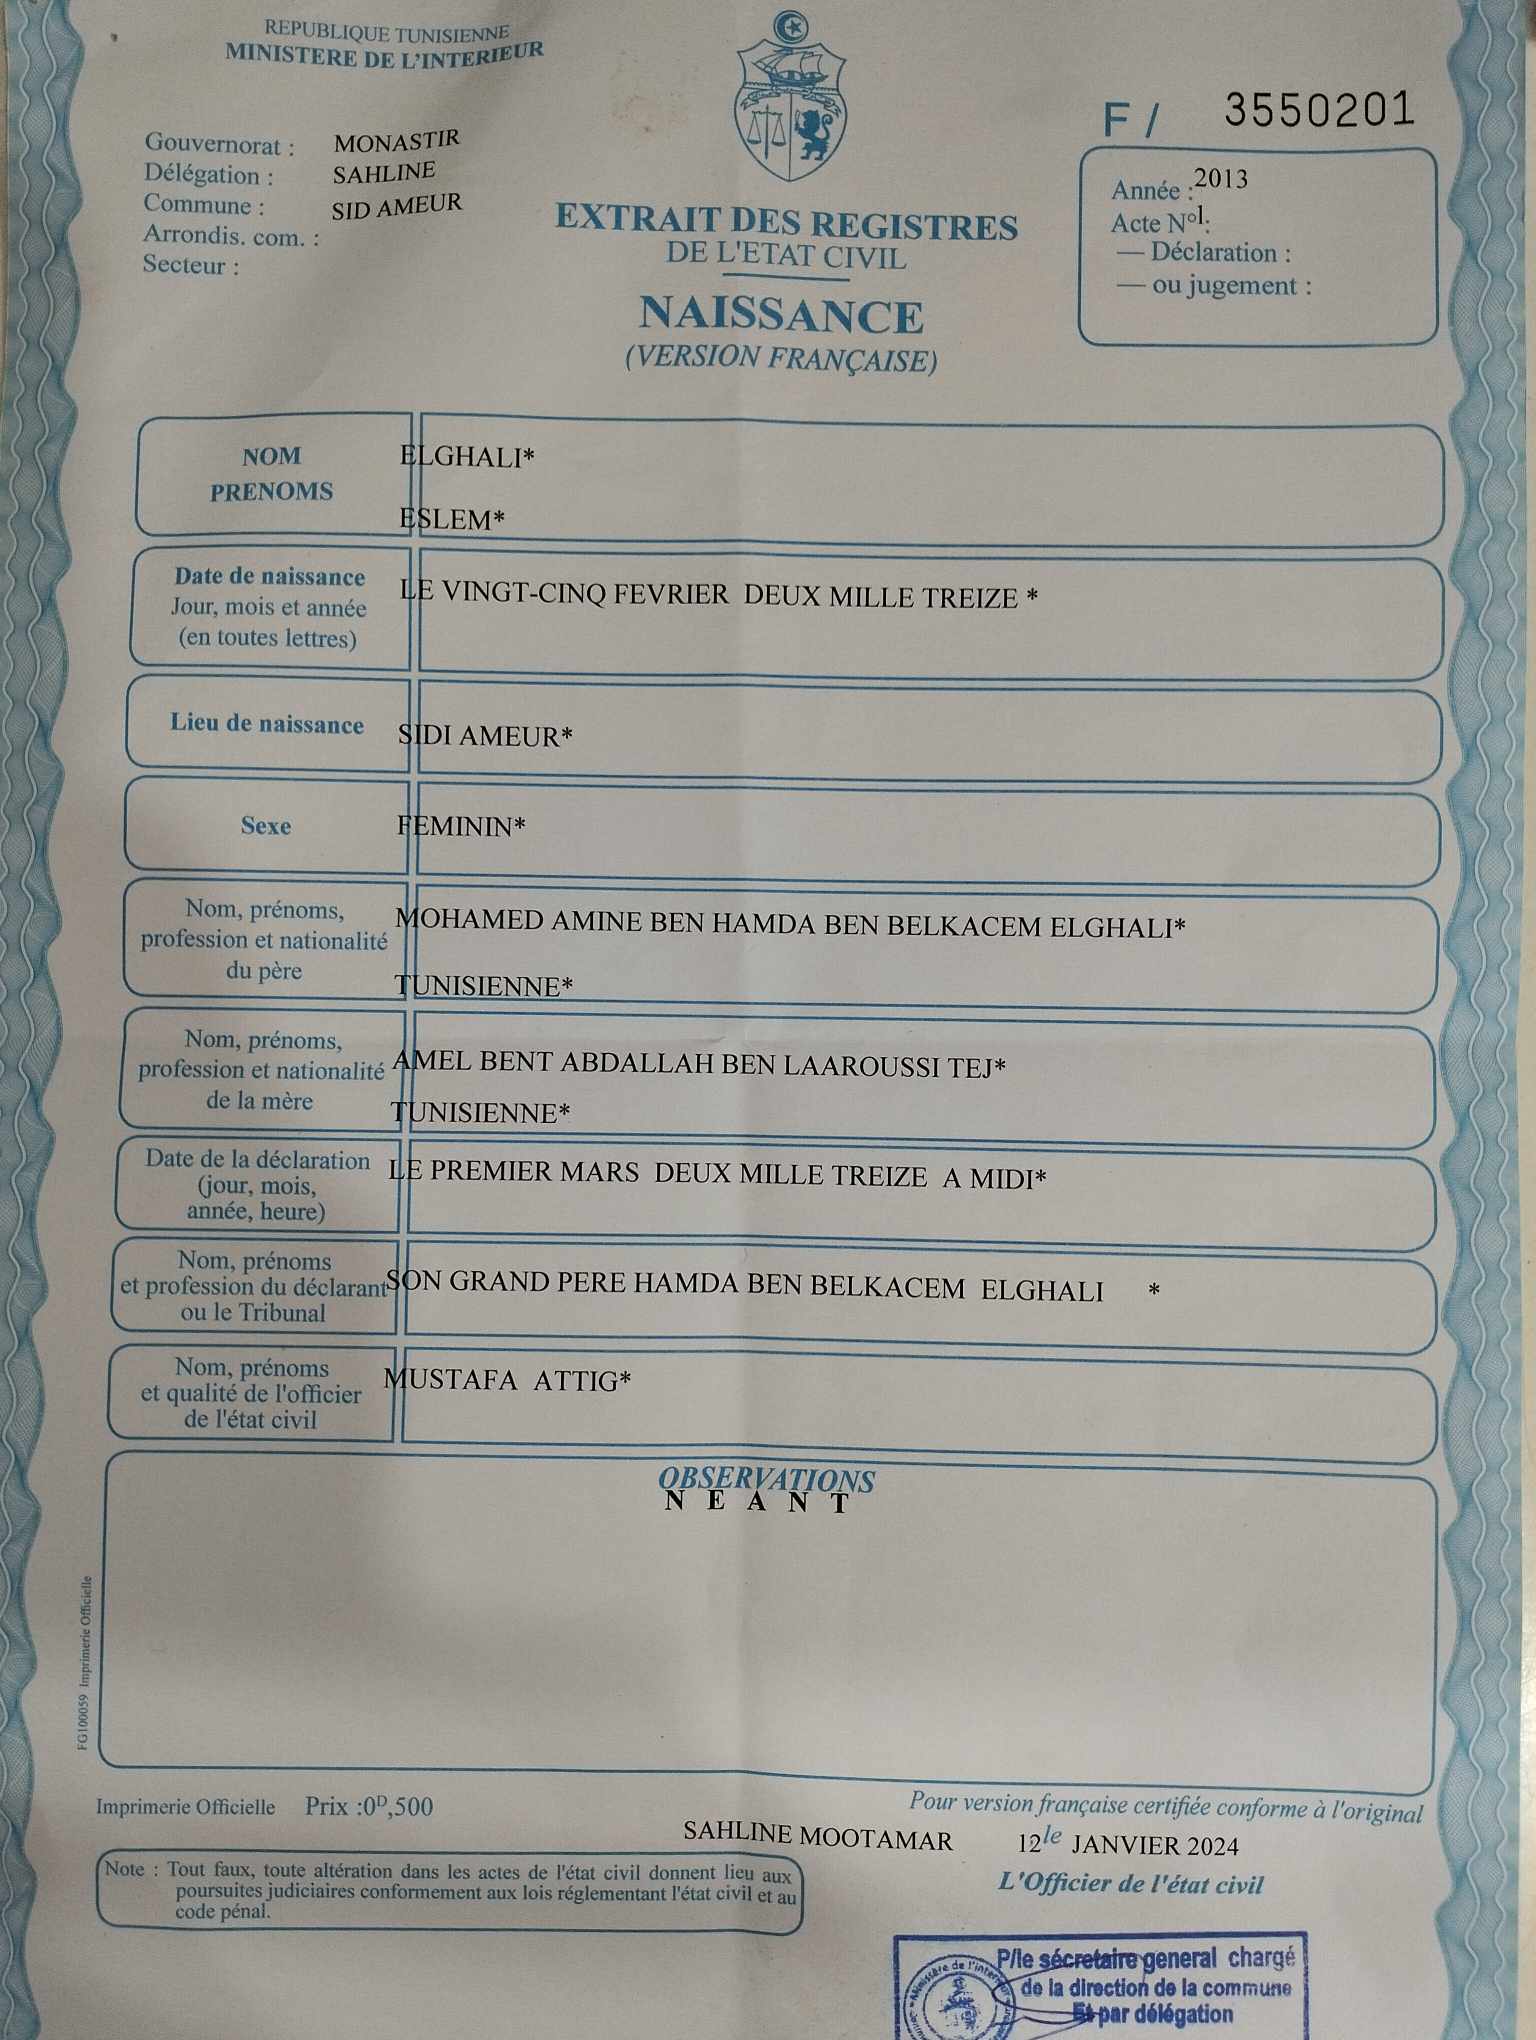 REPUBLIQUE TUNISIENNE
MINISTERE DE L'INTERIEUR
Gouvernorat : MONASTIR
Délégation : SAHLINE
Commune : SID AMEUR
Arrondis. com. :
Secteur :
F / 3550201
Année : 2013
Acte N° 1 :
— Déclaration :
— ou jugement :
EXTRAIT DES REGISTRES
DE L'ETAT CIVIL
NAISSANCE
(VERSION FRANÇAISE)
NOM ELGHALI*
PRENOMS
ESLEM*
Date de naissance
Jour, mois et année
(en toutes lettres)
LE VINGT-CINQ FEVRIER DEUX MILLE TREIZE *
Lieu de naissance SIDI AMEUR*
Sexe FEMININ*
Nom, prénoms,
profession et nationalité
du père
MOHAMED AMINE BEN HAMDA BEN BELKACEM ELGHALI*
TUNISIENNE*
Nom, prénoms,
profession et nationalité
de la mère
AMEL BENT ABDALLAH BEN LAAROUSSI TEJ*
TUNISIENNE*
Date de la déclaration
(jour, mois,
année, heure)
LE PREMIER MARS DEUX MILLE TREIZE A MIDI*
Nom, prénoms
et profession du déclarant
ou le Tribunal
SON GRAND PERE HAMDA BEN BELKACEM ELGHALI *
Nom, prénoms
et qualité de l'officier
de l'état civil
MUSTAFA ATTIG*
OBSERVATIONS
N E A N T
FG100059 Imprimerie Officielle
Imprimerie Officielle Prix :0ᴰ,500
Pour version française certifiée conforme à l'original
SAHLINE MOOTAMAR 12 le JANVIER 2024
L'Officier de l'état civil
Note : Tout faux, toute altération dans les actes de l'état civil donnent lieu aux
poursuites judiciaires conformement aux lois réglementant l'état civil et au
code pénal.
P/le sécretaire general chargé
de la direction de la commune
Et par délégation
Ministère de l'interieur